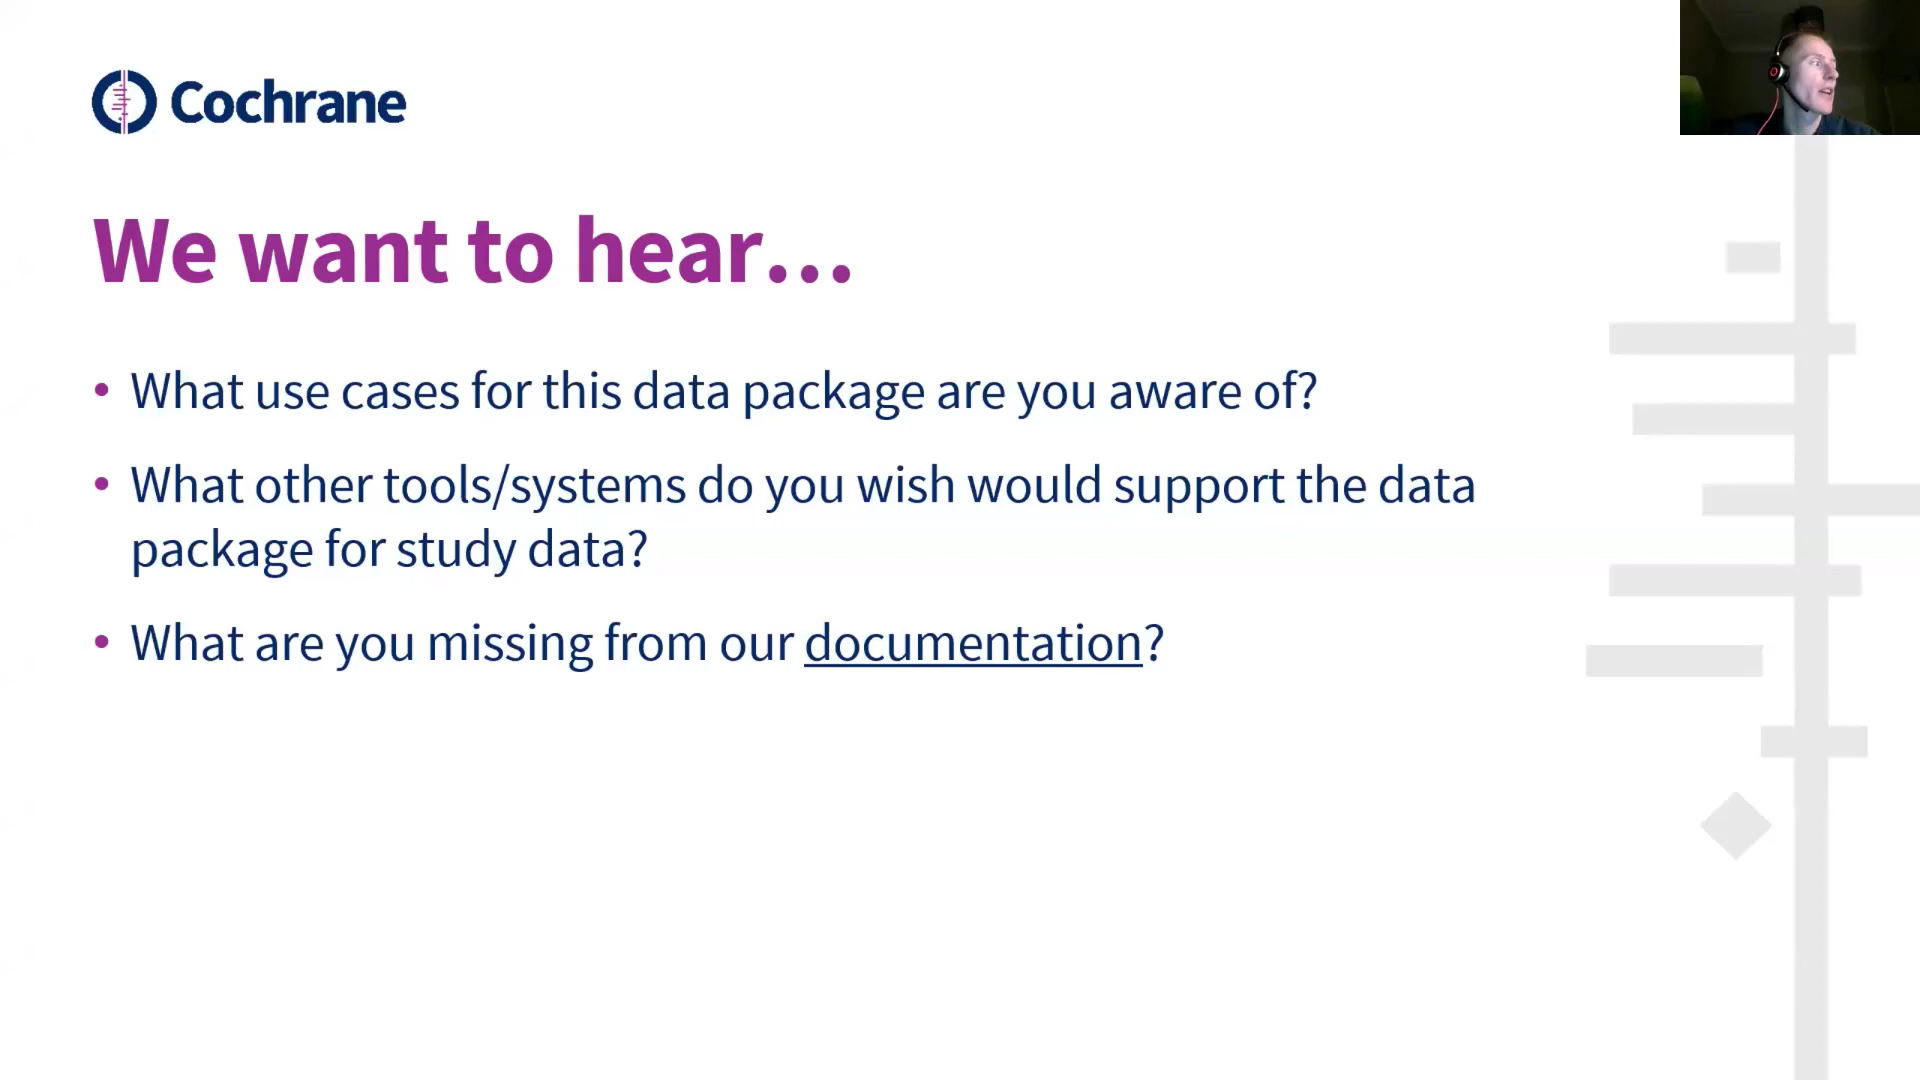 Cochrane
We want to hear…
• What use cases for this data package are you aware of?
• What other tools/systems do you wish would support the data
package for study data?
• What are you missing from our documentation?